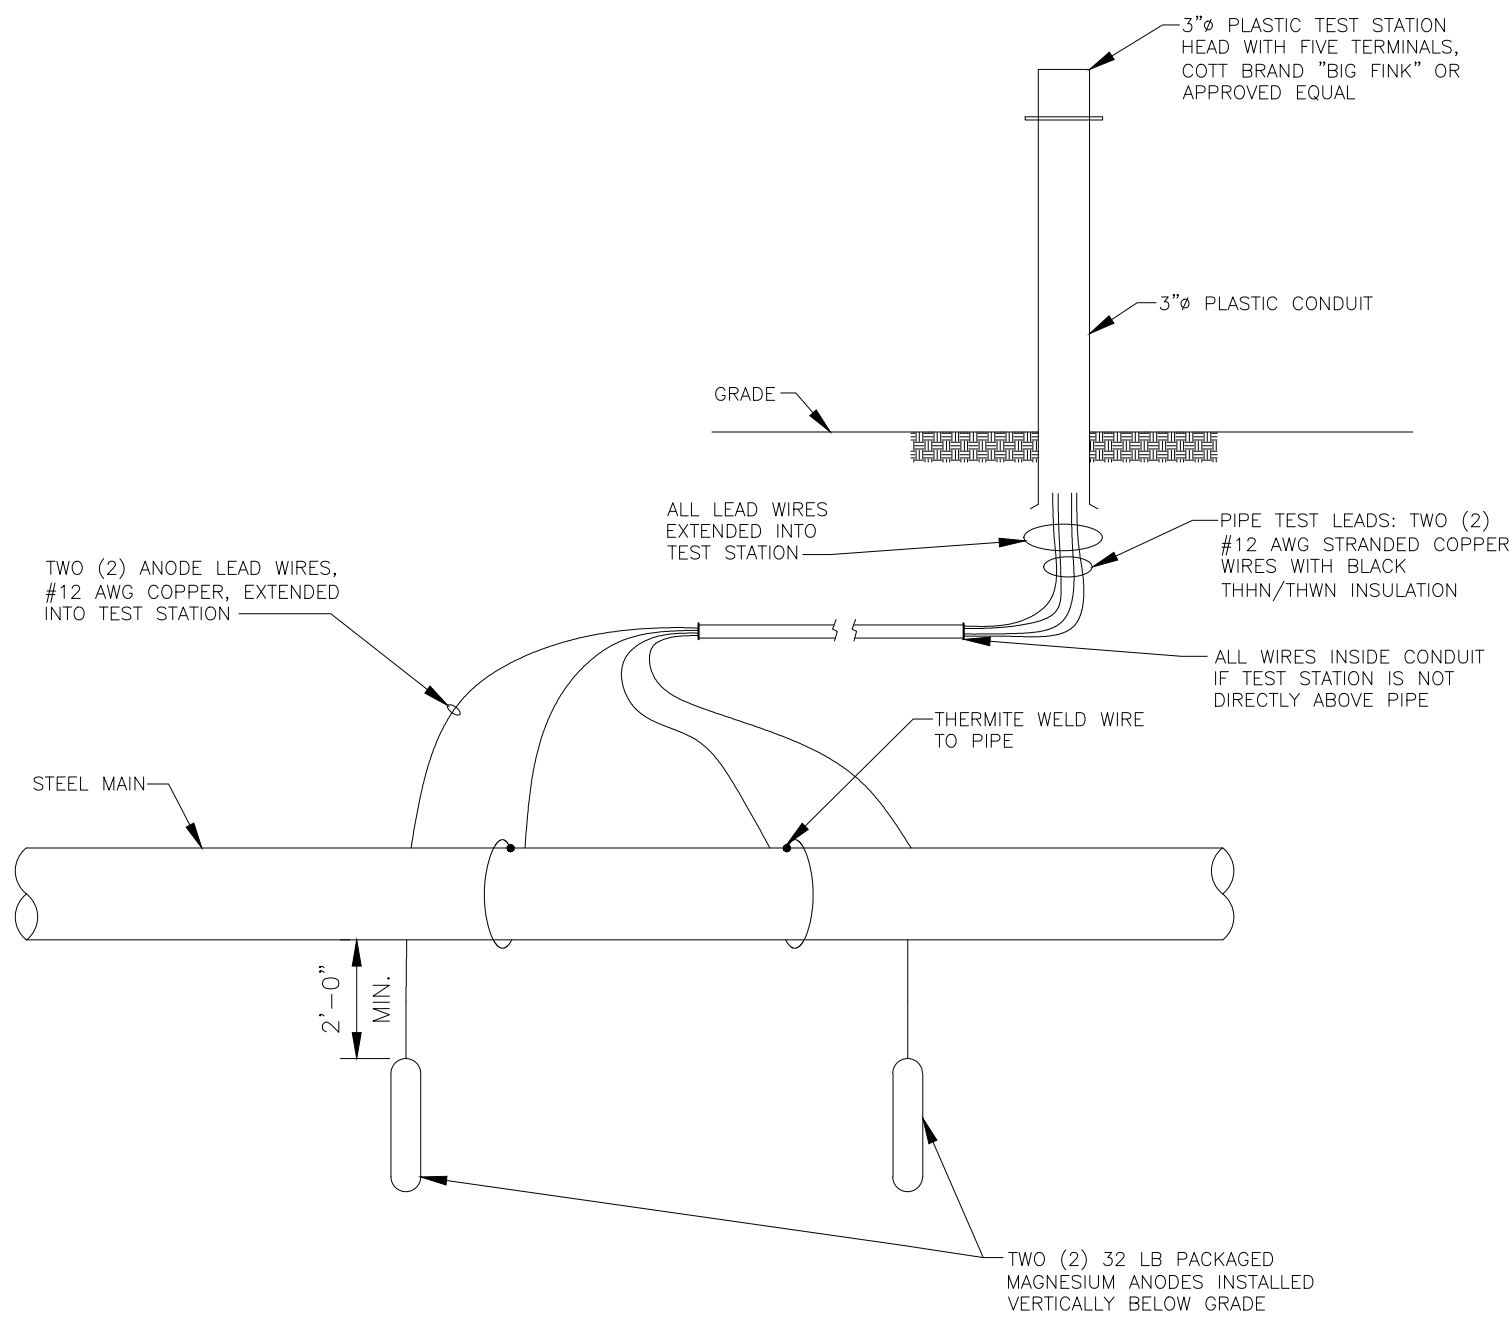 3"ø PLASTIC TEST STATION
HEAD WITH FIVE TERMINALS,
COTT BRAND "BIG FINK" OR
APPROVED EQUAL
3"ø PLASTIC CONDUIT
GRADE
ALL LEAD WIRES
EXTENDED INTO
TEST STATION
PIPE TEST LEADS: TWO (2)
#12 AWG STRANDED COPPER
WIRES WITH BLACK
THHN/THWN INSULATION
TWO (2) ANODE LEAD WIRES,
#12 AWG COPPER, EXTENDED
INTO TEST STATION
ALL WIRES INSIDE CONDUIT
IF TEST STATION IS NOT
DIRECTLY ABOVE PIPE
THERMITE WELD WIRE
TO PIPE
STEEL MAIN
2'-0"
MIN.
TWO (2) 32 LB PACKAGED
MAGNESIUM ANODES INSTALLED
VERTICALLY BELOW GRADE